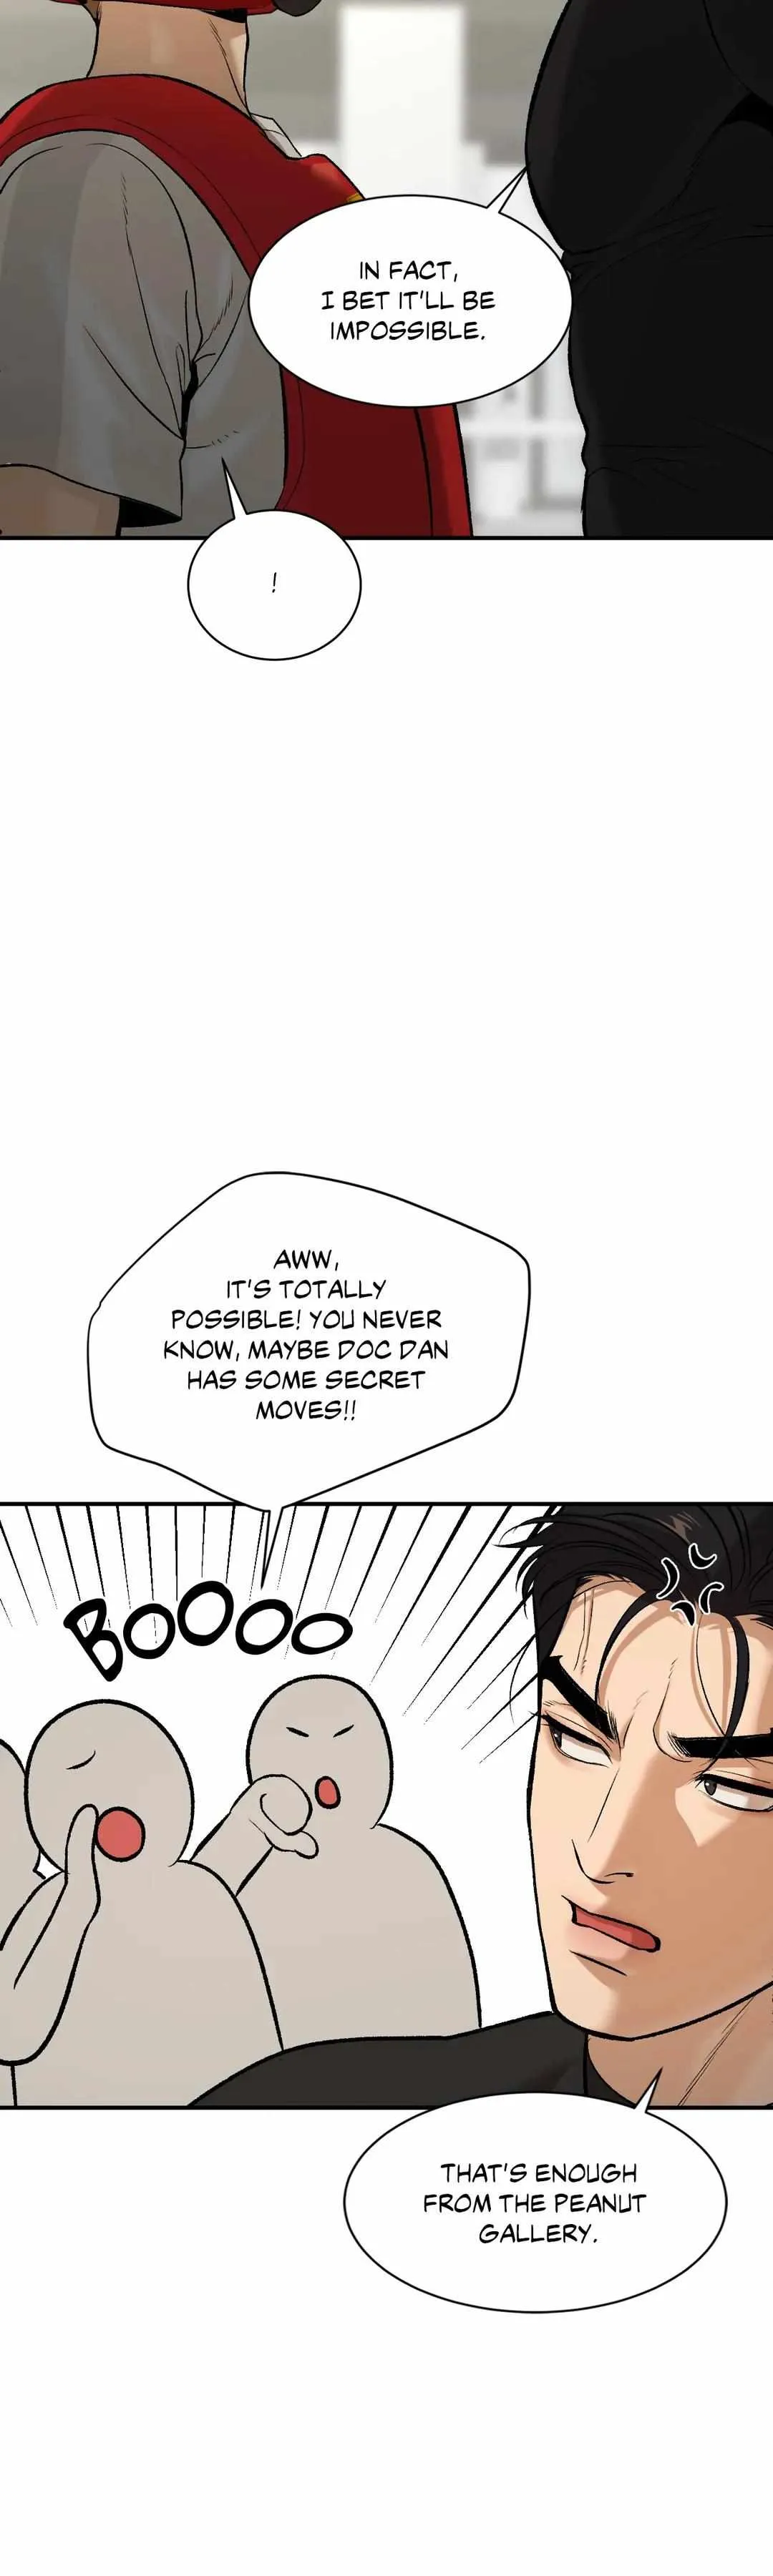 IN FACT,
I BET IT'LL BE
IMPOSSIBLE.
!
AWW,
IT'S TOTALLY
POSSIBLE! YOU NEVER
KNOW, MAYBE DOC DAN
HAS SOME SECRET
MOVES!!
BOOOO
THAT'S ENOUGH
FROM THE PEANUT
GALLERY.